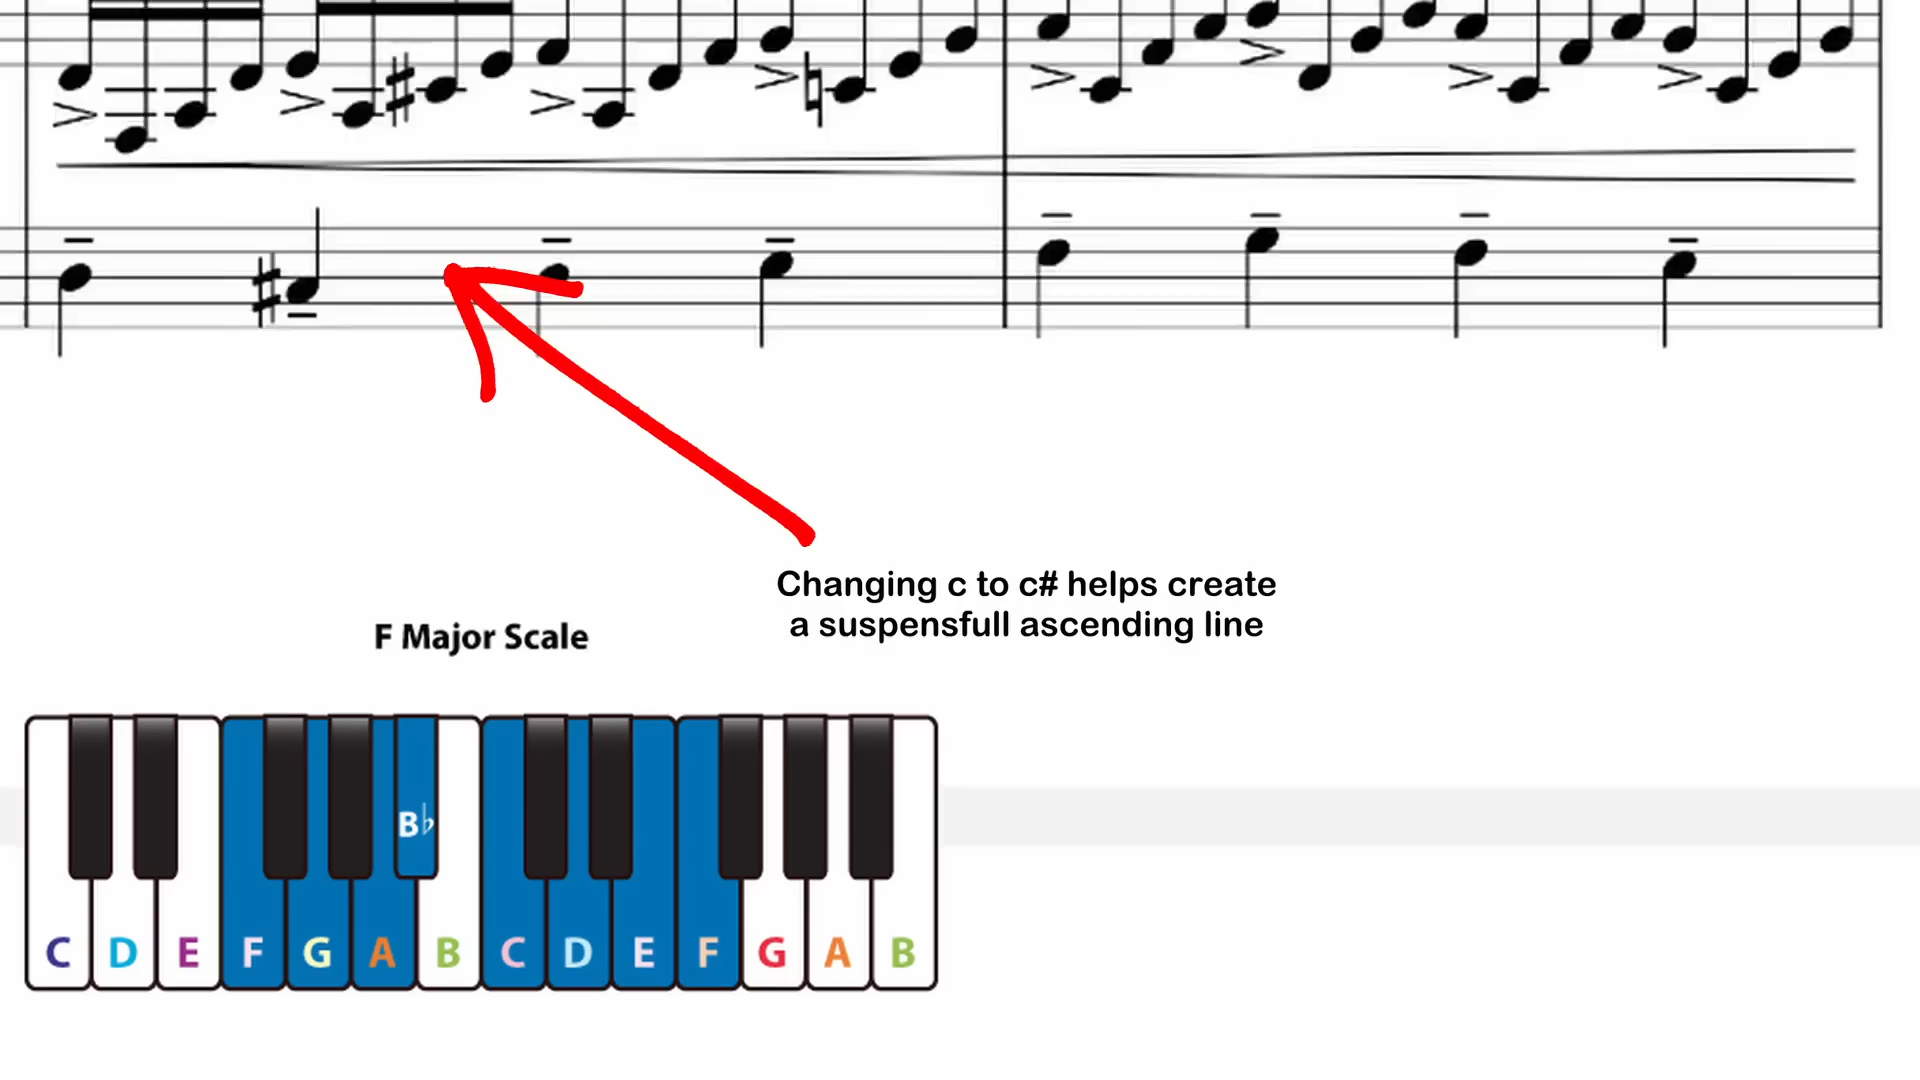 Changing c to c# helps create
a suspensfull ascending line
F Major Scale
B♭
C D E F G A B C D E F G A B